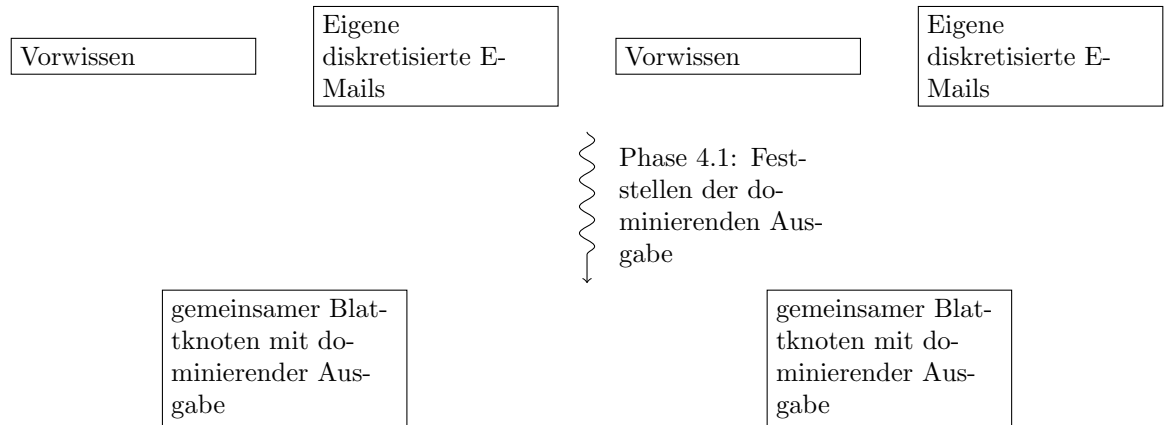 Vorwissen
Eigene
diskretisierte E-
Mails
Vorwissen
Eigene
diskretisierte E-
Mails
Phase 4.1: Fest-
stellen der do-
minierenden Aus-
gabe
gemeinsamer Blat-
tknoten mit do-
minierender Aus-
gabe
gemeinsamer Blat-
tknoten mit do-
minierender Aus-
gabe